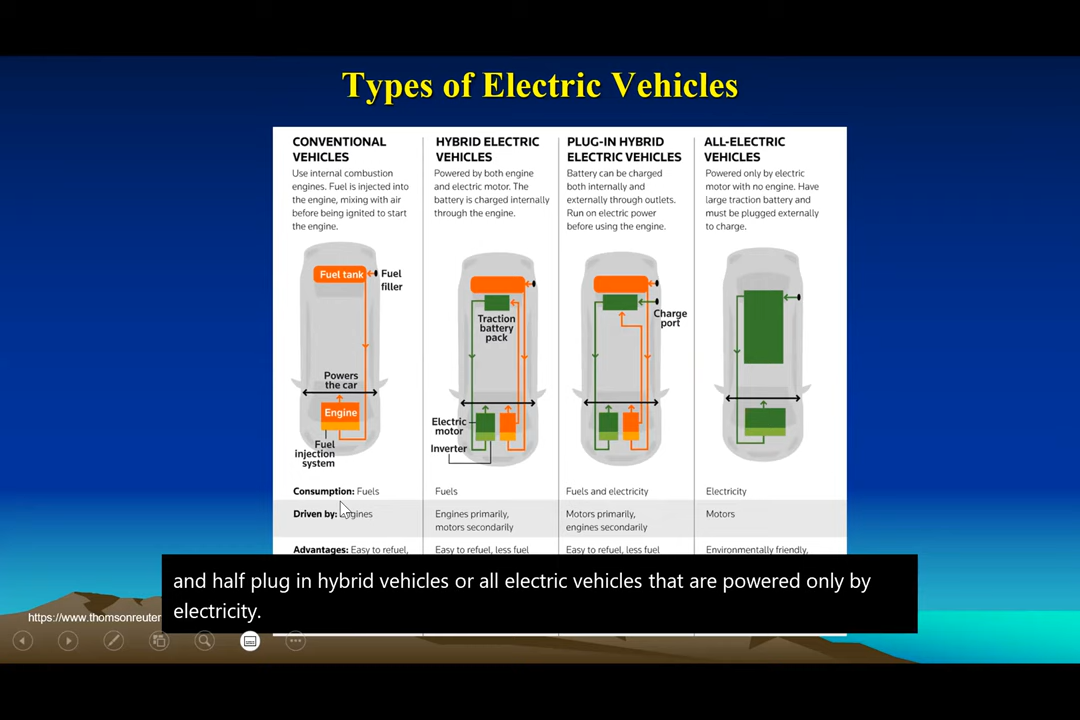 Types of Electric Vehicles
CONVENTIONAL
VEHICLES
Use internal combustion
engines. Fuel is injected into
the engine, mixing with air
before being ignited to start
the engine.
Fuel tank
Fuel
filler
Powers
the car
Engine
Fuel
injection
system
Consumption: Fuels
Driven by: Engines
Advantages: Easy to refuel,
HYBRID ELECTRIC
VEHICLES
Powered by both engine
and electric motor. The
battery is charged internally
through the engine.
Traction
battery
pack
Electric
motor
Inverter
Fuels
Engines primarily,
motors secondarily
Easy to refuel, less fuel
PLUG-IN HYBRID
ELECTRIC VEHICLES
Battery can be charged
both internally and
externally through outlets.
Run on electric power
before using the engine.
Charge
port
Fuels and electricity
Motors primarily,
engines secondarily
Easy to refuel, less fuel
ALL-ELECTRIC
VEHICLES
Powered only by electric
motor with no engine. Have
large traction battery and
must be plugged externally
to charge.
Electricity
Motors
Environmentally friendly,
and half plug in hybrid vehicles or all electric vehicles that are powered only by
electricity.
https://www.thomsonreuter